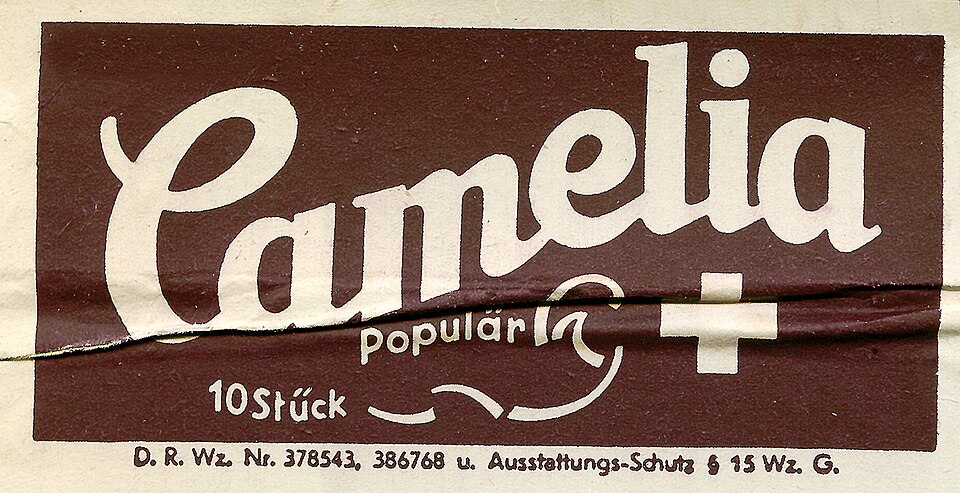 Camelia
populär
10 Stück
D. R. Wz. Nr. 378543, 386768 u. Ausstattungs-Schutz § 15 Wz. G.